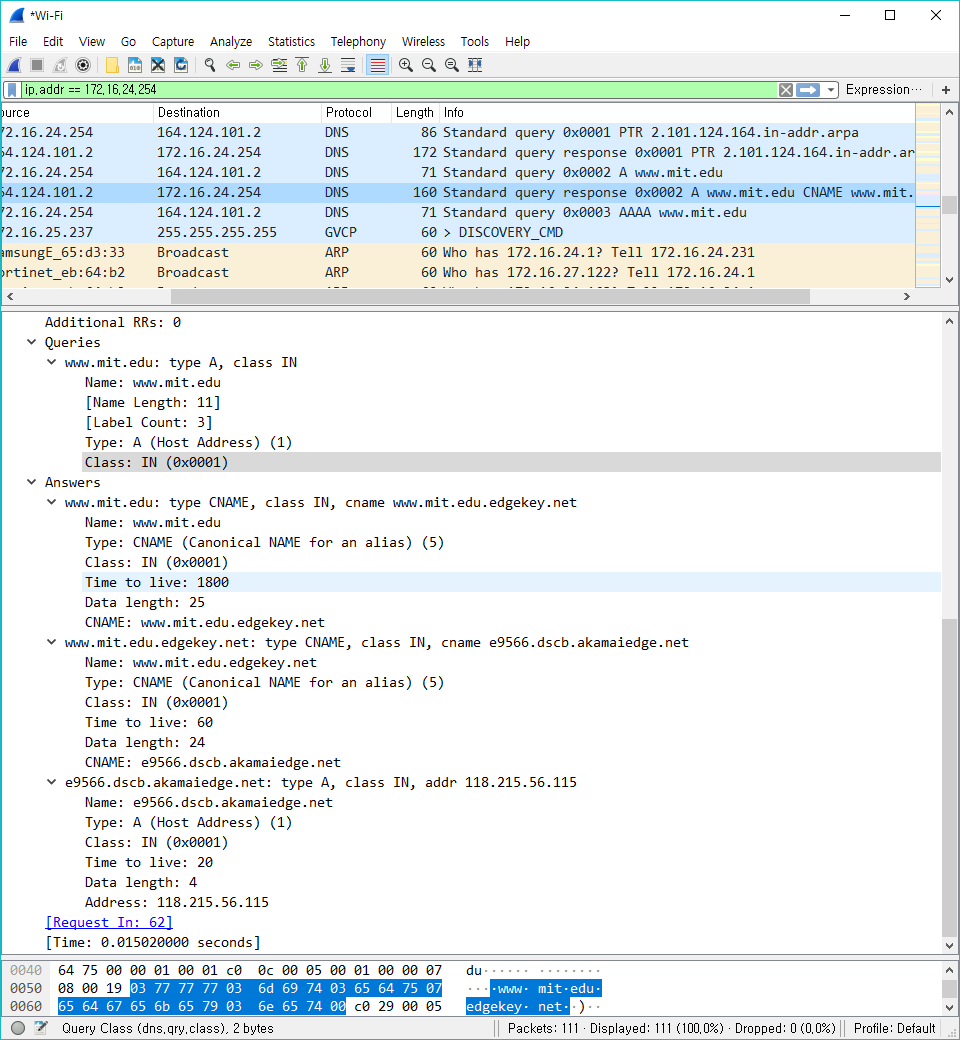 *Wi-Fi
File Edit View Go Capture Analyze Statistics Telephony Wireless Tools Help
ip,addr == 172,16,24,254 Expression… +
ource Destination Protocol Length Info
72.16.24.254 164.124.101.2 DNS 86 Standard query 0x0001 PTR 2.101.124.164.in-addr.arpa
64.124.101.2 172.16.24.254 DNS 172 Standard query response 0x0001 PTR 2.101.124.164.in-addr.ar
72.16.24.254 164.124.101.2 DNS 71 Standard query 0x0002 A www.mit.edu
64.124.101.2 172.16.24.254 DNS 160 Standard query response 0x0002 A www.mit.edu CNAME www.mit.
72.16.24.254 164.124.101.2 DNS 71 Standard query 0x0003 AAAA www.mit.edu
72.16.25.237 255.255.255.255 GVCP 60 > DISCOVERY_CMD
amsungE_65:d3:33 Broadcast ARP 60 Who has 172.16.24.1? Tell 172.16.24.231
ortinet_eb:64:b2 Broadcast ARP 60 Who has 172.16.27.122? Tell 172.16.24.1
Additional RRs: 0
Queries
www.mit.edu: type A, class IN
Name: www.mit.edu
[Name Length: 11]
[Label Count: 3]
Type: A (Host Address) (1)
Class: IN (0x0001)
Answers
www.mit.edu: type CNAME, class IN, cname www.mit.edu.edgekey.net
Name: www.mit.edu
Type: CNAME (Canonical NAME for an alias) (5)
Class: IN (0x0001)
Time to live: 1800
Data length: 25
CNAME: www.mit.edu.edgekey.net
www.mit.edu.edgekey.net: type CNAME, class IN, cname e9566.dscb.akamaiedge.net
Name: www.mit.edu.edgekey.net
Type: CNAME (Canonical NAME for an alias) (5)
Class: IN (0x0001)
Time to live: 60
Data length: 24
CNAME: e9566.dscb.akamaiedge.net
e9566.dscb.akamaiedge.net: type A, class IN, addr 118.215.56.115
Name: e9566.dscb.akamaiedge.net
Type: A (Host Address) (1)
Class: IN (0x0001)
Time to live: 20
Data length: 4
Address: 118.215.56.115
[Request In: 62]
[Time: 0.015020000 seconds]
0040 64 75 00 00 01 00 01 c0 0c 00 05 00 01 00 00 07 du······ ········
0050 08 00 19 03 77 77 77 03 6d 69 74 03 65 64 75 07 ····www· mit·edu·
0060 65 64 67 65 6b 65 79 03 6e 65 74 00 c0 29 00 05 edgekey· net··)··
Query Class (dns,qry,class), 2 bytes Packets: 111 · Displayed: 111 (100,0%) · Dropped: 0 (0,0%) Profile: Default